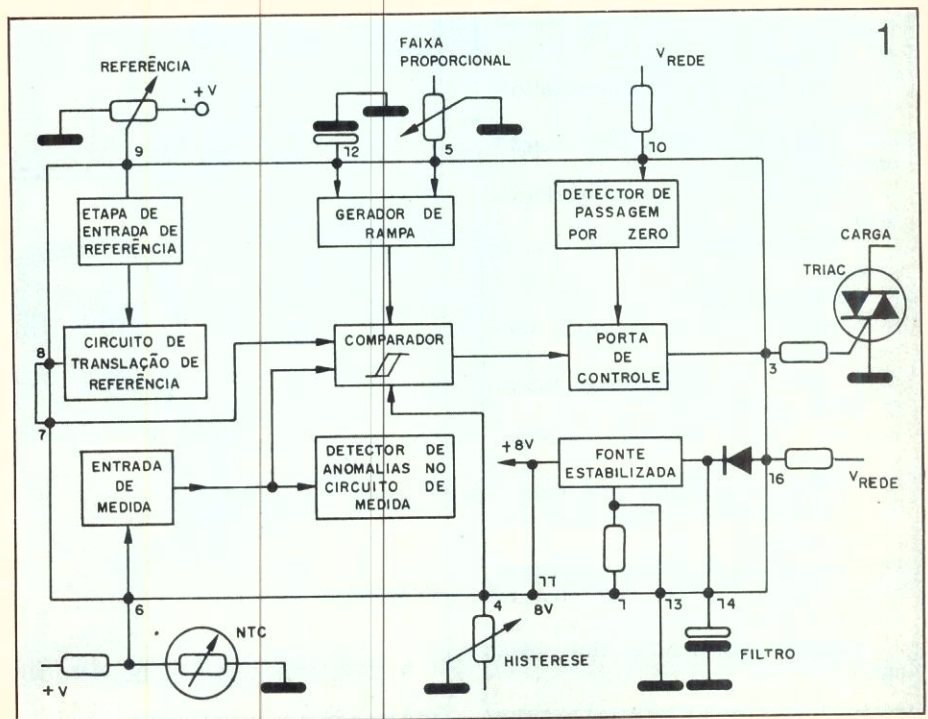 1
REFERÊNCIA
+V
FAIXA
PROPORCIONAL
VREDE
9
12
5
10
ETAPA DE
ENTRADA DE
REFERÊNCIA
GERADOR DE
RAMPA
DETECTOR DE
PASSAGEM
POR ZERO
CARGA
TRIAC
8
CIRCUITO DE
TRANSLAÇÃO DE
REFERÊNCIA
COMPARADOR
PORTA
DE
CONTROLE
3
7
ENTRADA
DE
MEDIDA
DETECTOR DE
ANOMALIAS NO
CIRCUITO DE
MEDIDA
+8V
FONTE
ESTABILIZADA
16
VREDE
6
4
11
8V
1
13
14
NTC
+V
HISTERESE
FILTRO